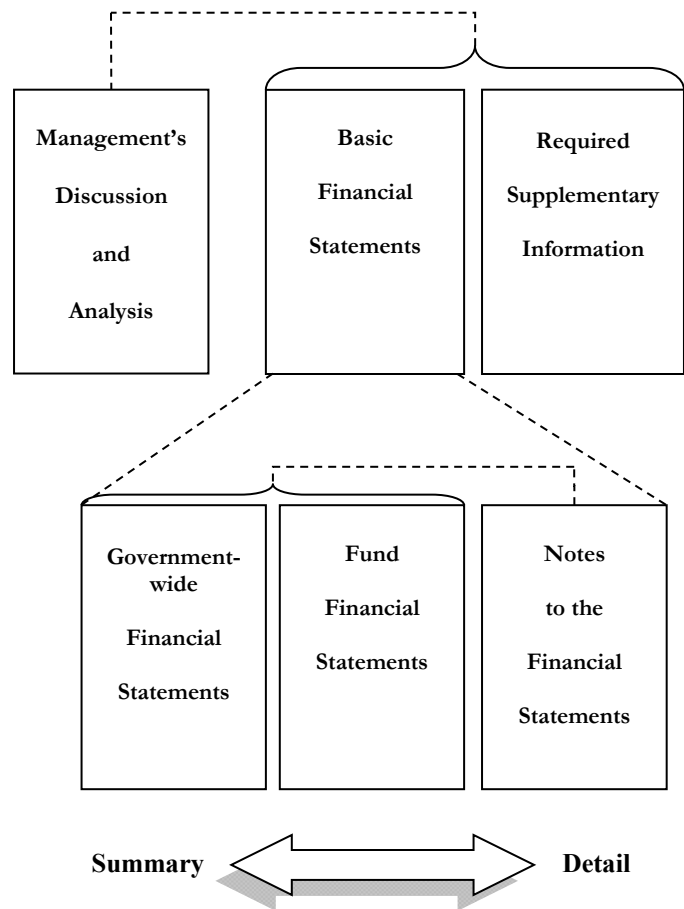 Management’s
Discussion
and
Analysis
Basic
Financial
Statements
Required
Supplementary
Information
Government-
wide
Financial
Statements
Fund
Financial
Statements
Notes
to the
Financial
Statements
Summary
Detail